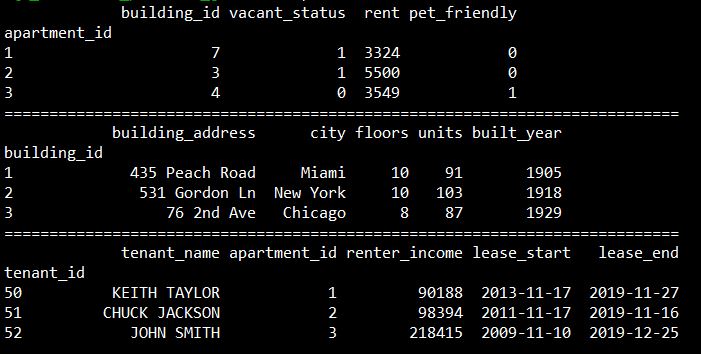 building_id vacant_status rent pet_friendly
apartment_id
1 7 1 3324 0
2 3 1 5500 0
3 4 0 3549 1
===========================================================================
building_address city floors units built_year
building_id
1 435 Peach Road Miami 10 91 1905
2 531 Gordon Ln New York 10 103 1918
3 76 2nd Ave Chicago 8 87 1929
===========================================================================
tenant_name apartment_id renter_income lease_start lease_end
tenant_id
50 KEITH TAYLOR 1 90188 2013-11-17 2019-11-27
51 CHUCK JACKSON 2 98394 2011-11-17 2019-11-16
52 JOHN SMITH 3 218415 2009-11-10 2019-12-25